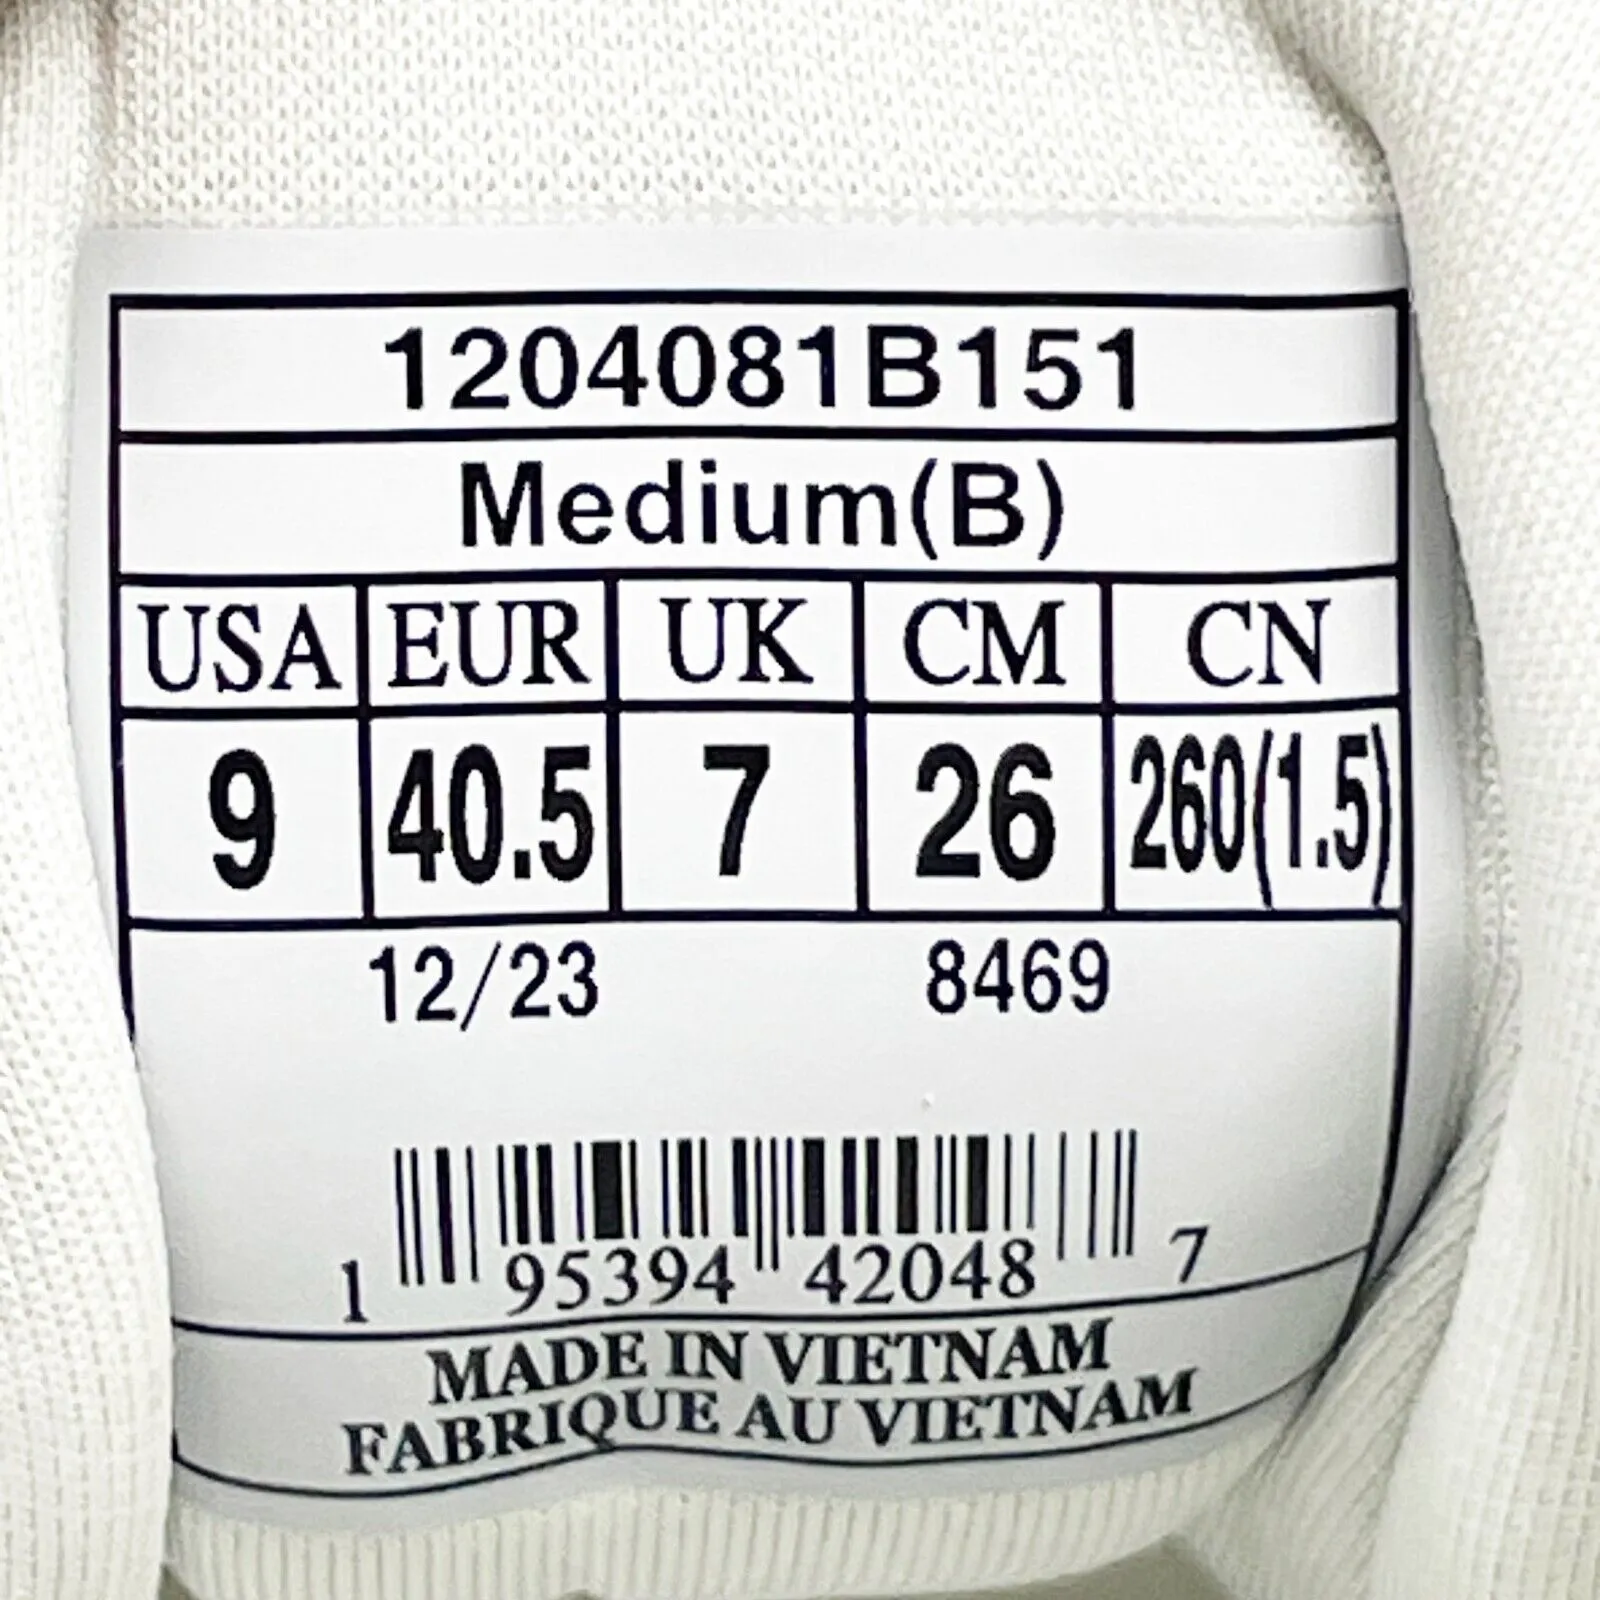 1204081B151
Medium(B)
USA EUR UK CM CN
9 40.5 7 26 260(1.5)
12/23 8469
1 95394 42048 7
MADE IN VIETNAM
FABRIQUE AU VIETNAM